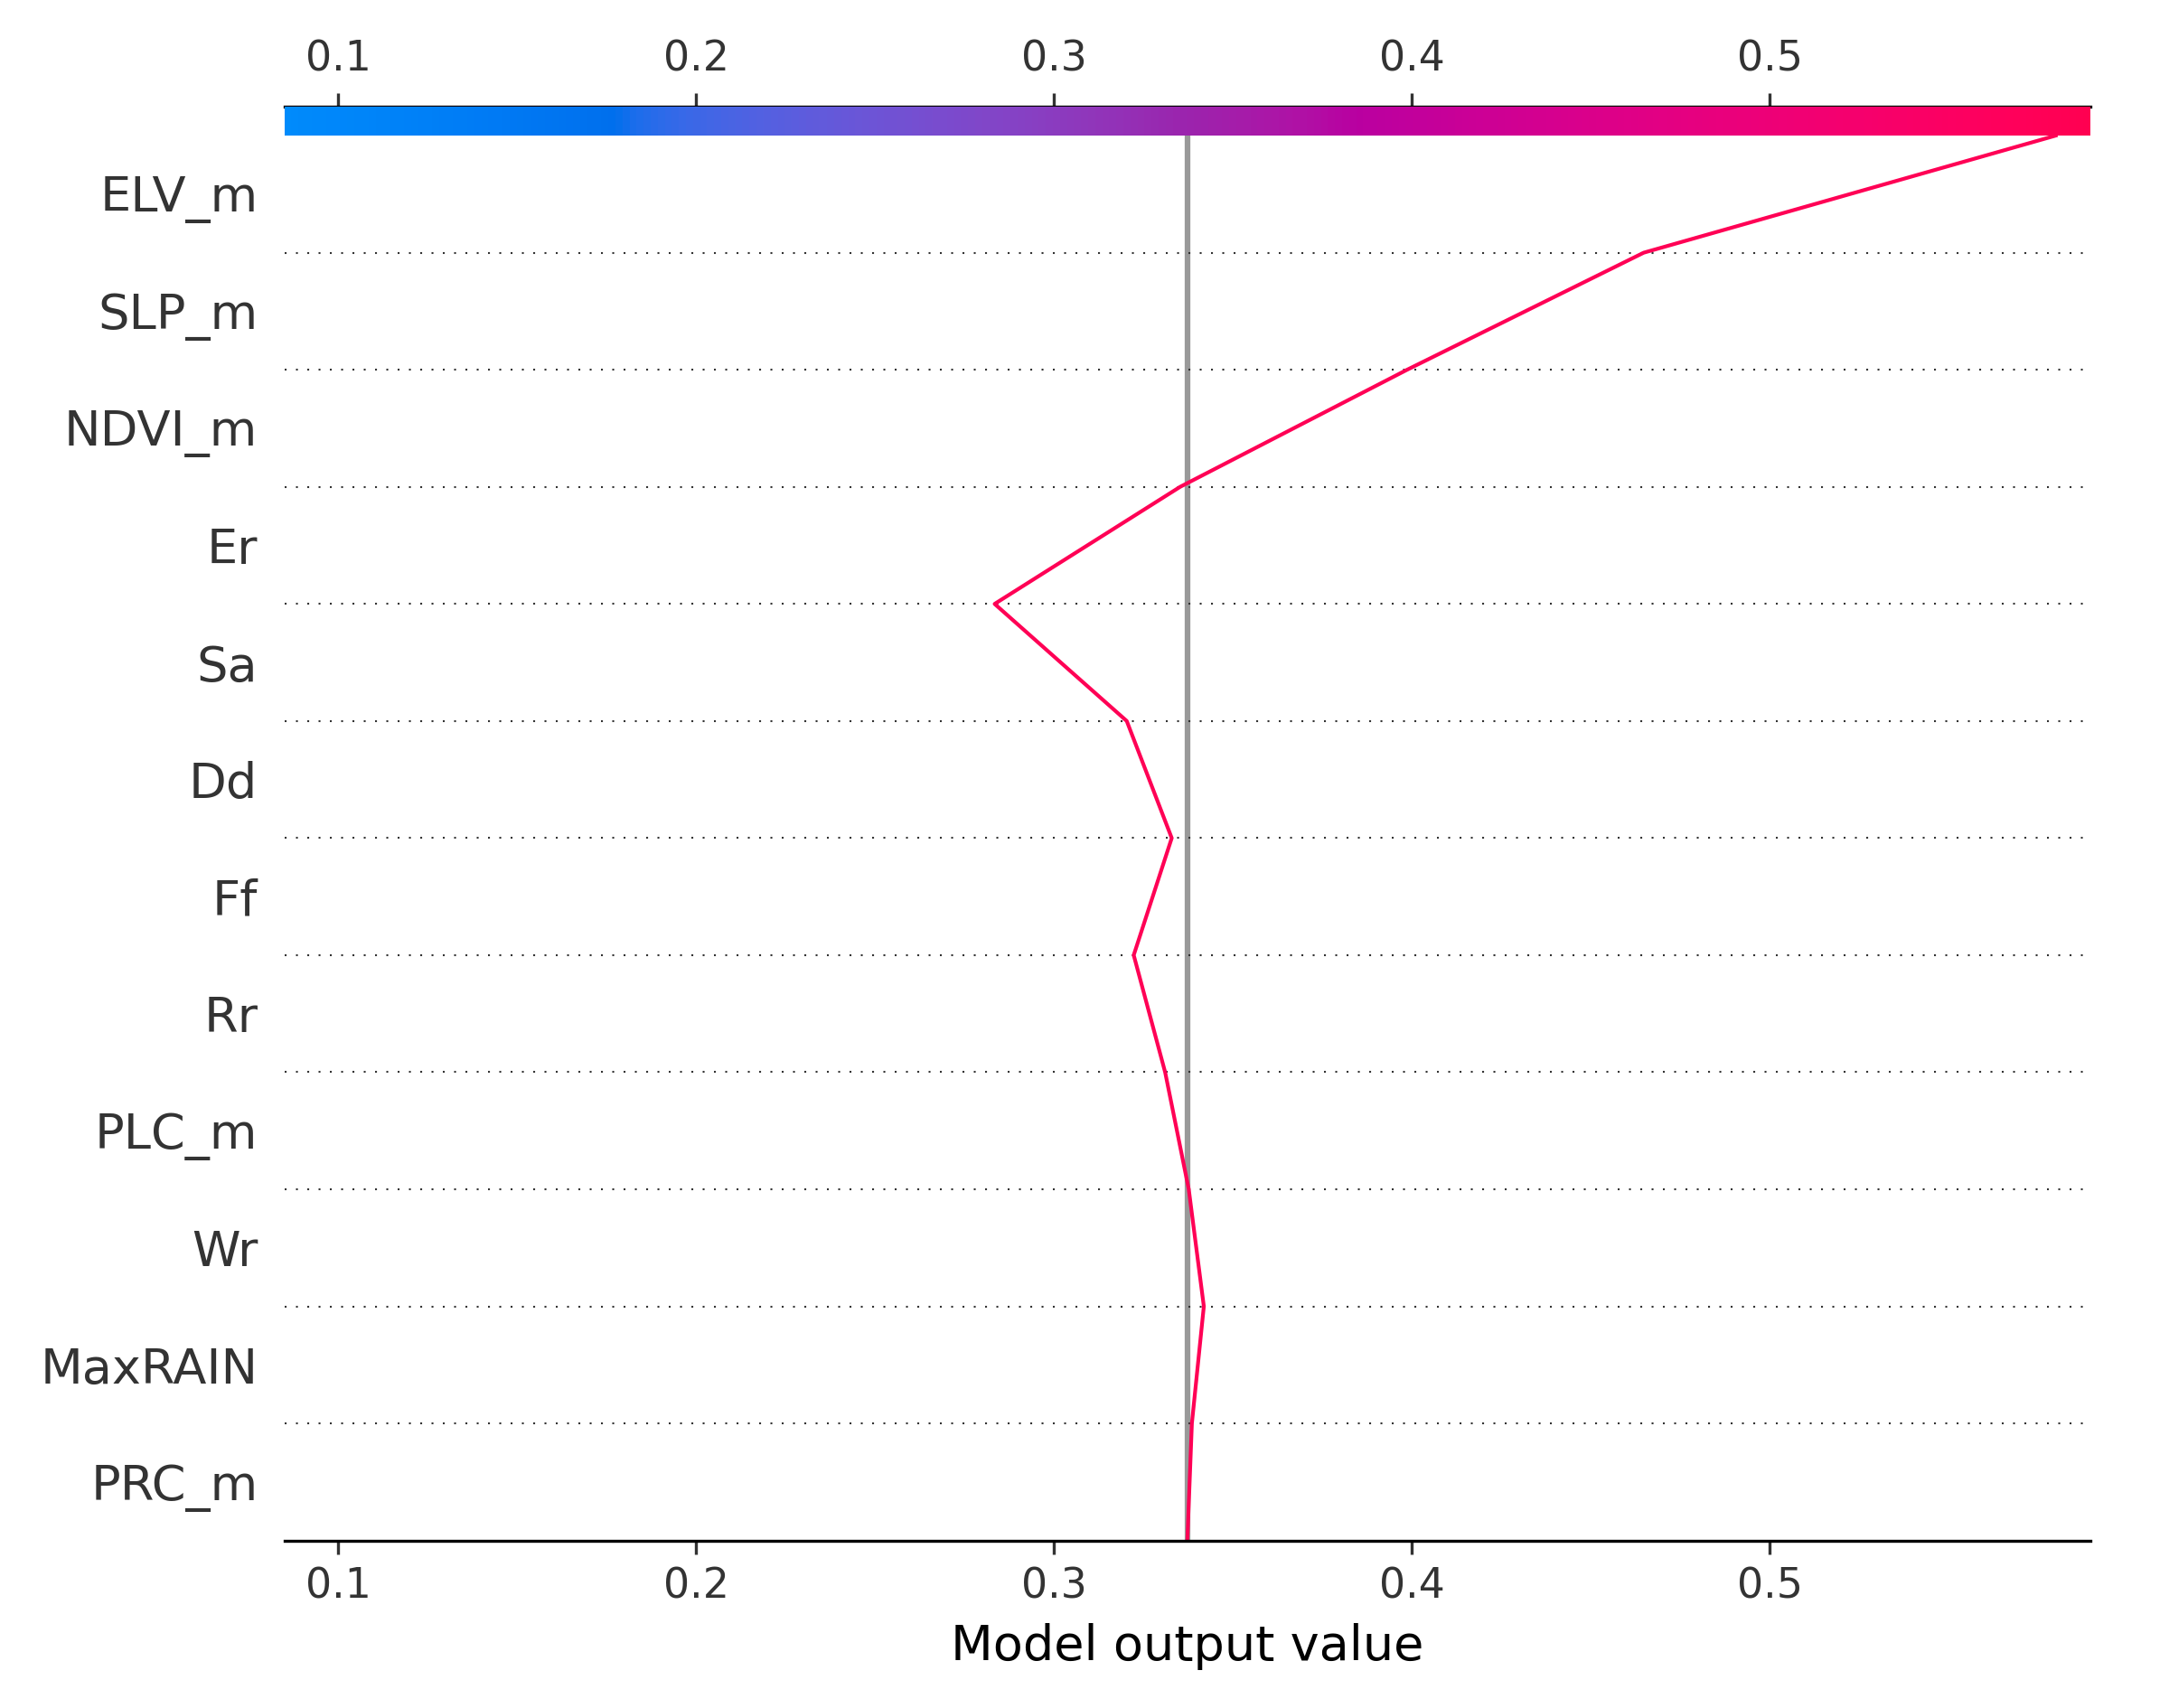 0.1 0.2 0.3 0.4 0.5
ELV_m
SLP_m
NDVI_m
Er
Sa
Dd
Ff
Rr
PLC_m
Wr
MaxRAIN
PRC_m
0.1 0.2 0.3 0.4 0.5
Model output value